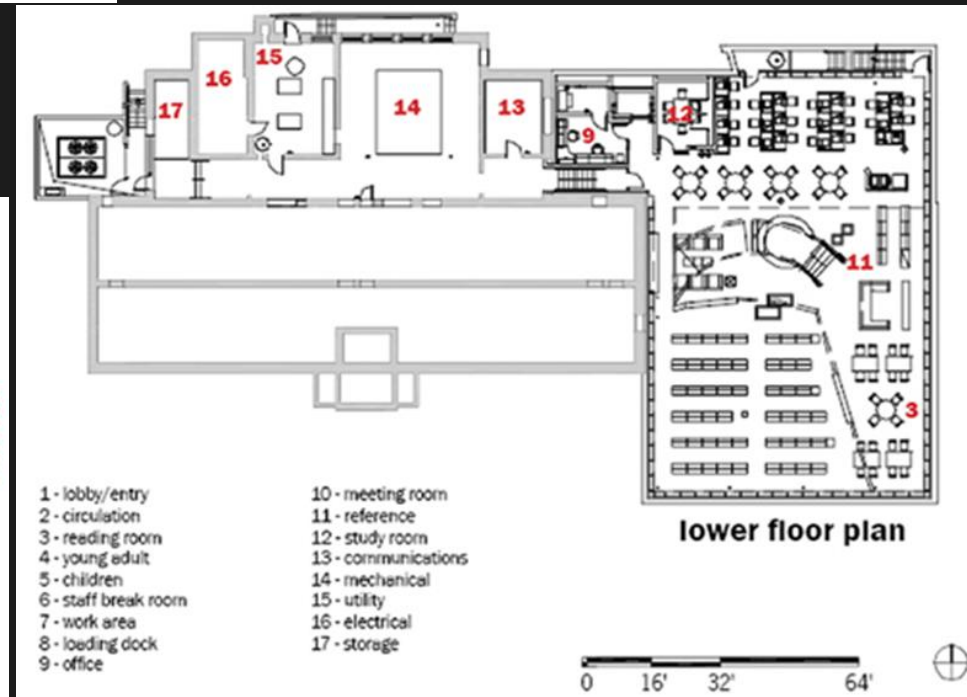 15
16
17
14
13
12
9
11
3
lower floor plan
1 - lobby/entry
2 - circulation
3 - reading room
4 - young adult
5 - children
6 - staff break room
7 - work area
8 - loading dock
9 - office
10 - meeting room
11 - reference
12 - study room
13 - communications
14 - mechanical
15 - utility
16 - electrical
17 - storage
0 16' 32' 64'